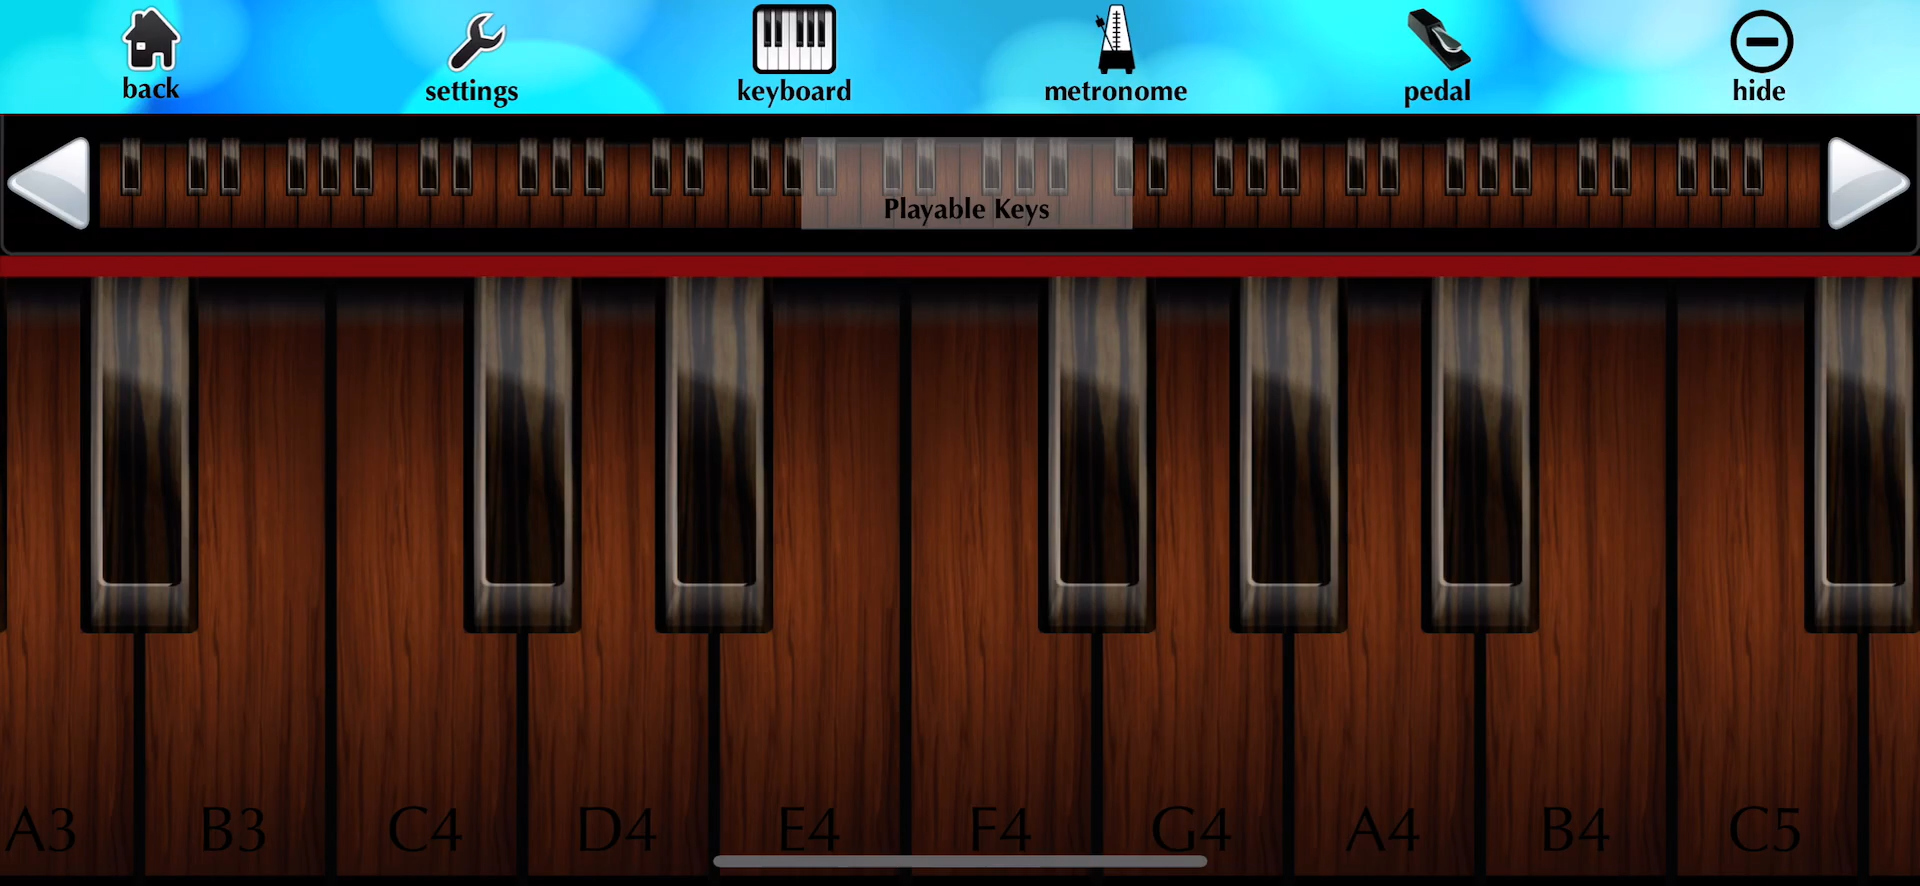 back settings keyboard metronome pedal hide
Playable Keys
A3 B3 C4 D4 E4 F4 G4 A4 B4 C5